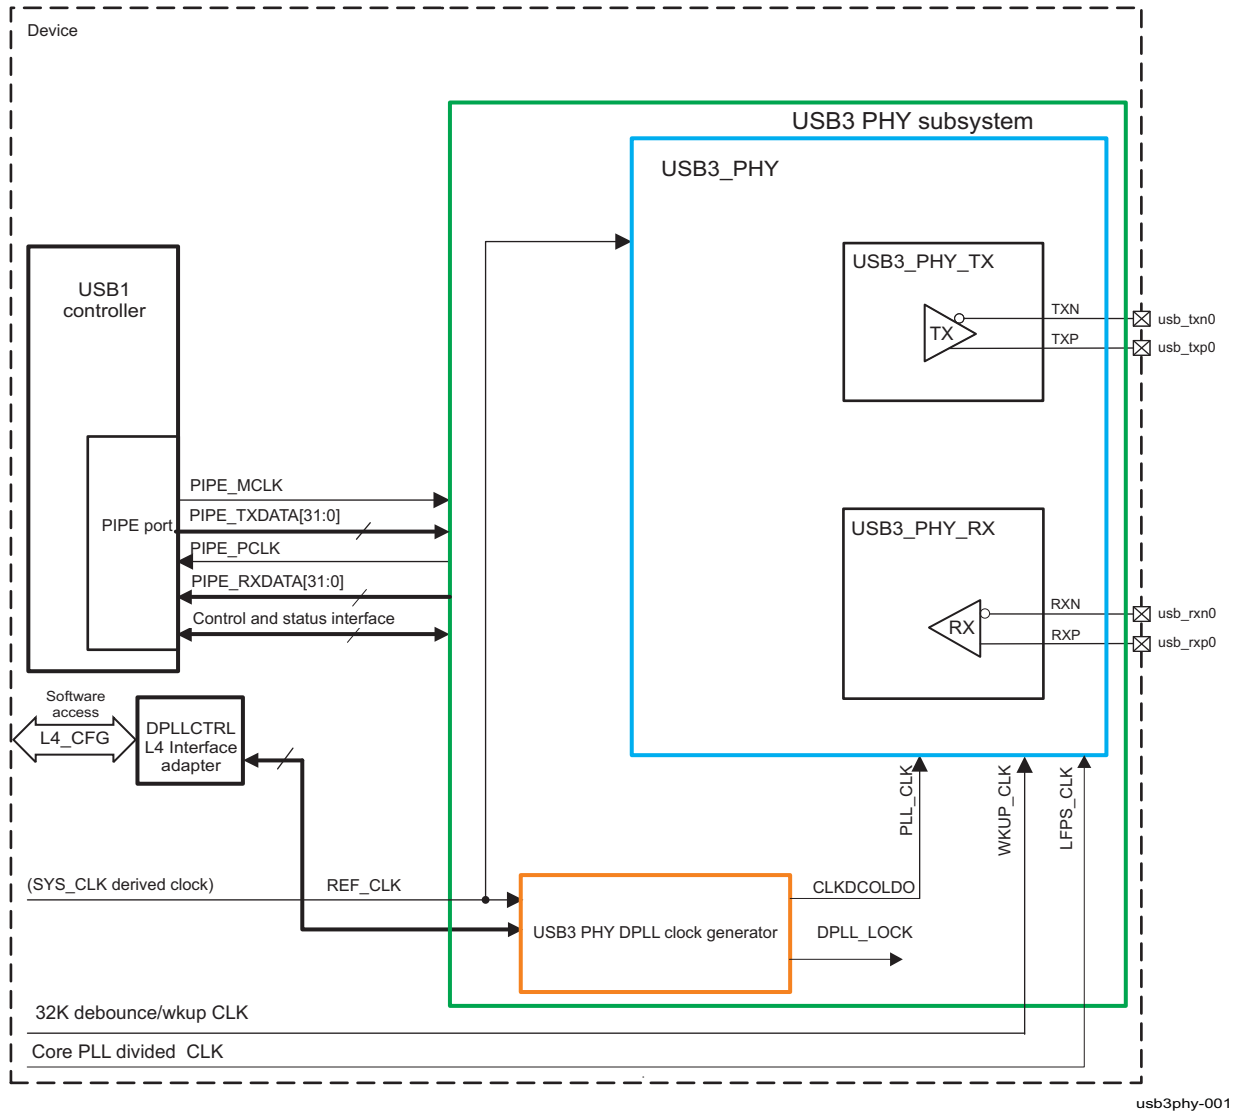 Device
USB3 PHY subsystem
USB3_PHY
USB3_PHY_TX
TX
TXN
TXP
usb_txn0
usb_txp0
USB1
controller
PIPE port
PIPE_MCLK
PIPE_TXDATA[31:0]
PIPE_PCLK
PIPE_RXDATA[31:0]
Control and status interface
USB3_PHY_RX
RX
RXN
RXP
usb_rxn0
usb_rxp0
Software
access
L4_CFG
DPLLCTRL
L4 Interface
adapter
PLL_CLK
WKUP_CLK
LFPS_CLK
(SYS_CLK derived clock)
REF_CLK
USB3 PHY DPLL clock generator
CLKDCOLDO
DPLL_LOCK
32K debounce/wkup CLK
Core PLL divided CLK
usb3phy-001